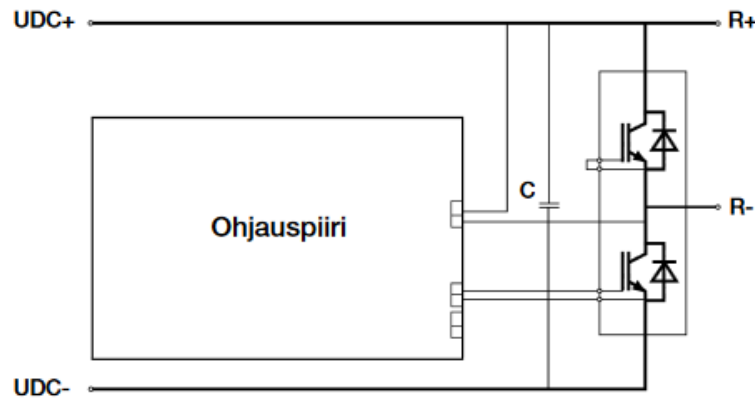 UDC+
R+
C
R-
Ohjauspiiri
UDC-